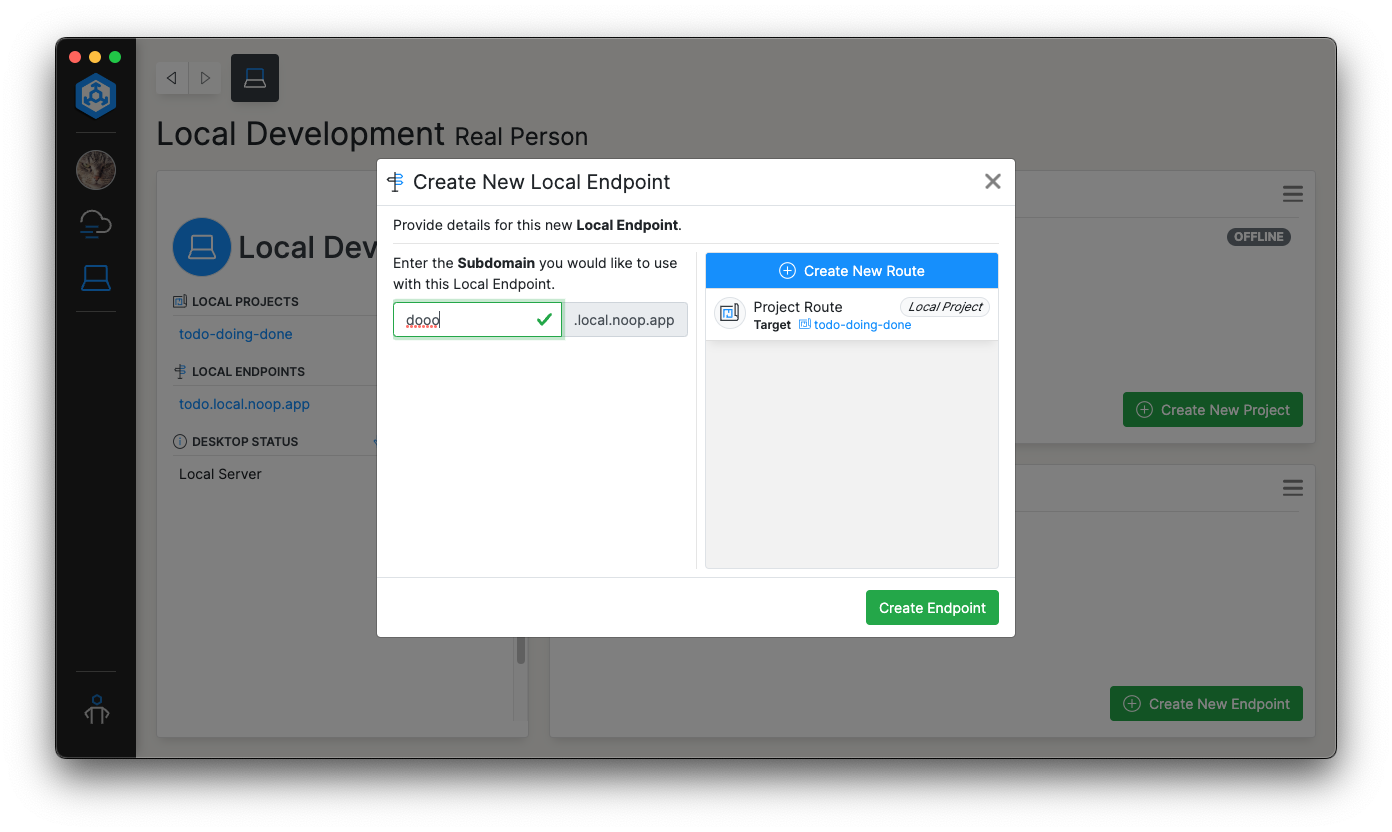 Local Development Real Person
Create New Local Endpoint
Provide details for this new Local Endpoint.
Enter the Subdomain you would like to use
with this Local Endpoint.
dooo
.local.noop.app
Create New Route
Project Route
Local Project
Target todo-doing-done
Create Endpoint
Local Dev
LOCAL PROJECTS
todo-doing-done
LOCAL ENDPOINTS
todo.local.noop.app
DESKTOP STATUS
Local Server
OFFLINE
Create New Project
Create New Endpoint